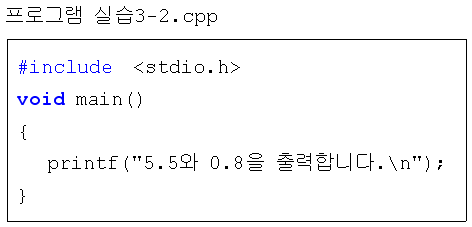 프로그램 실습3-2.cpp
#include <stdio.h>
void main()
{
printf("5.5와 0.8을 출력합니다.\n");
}